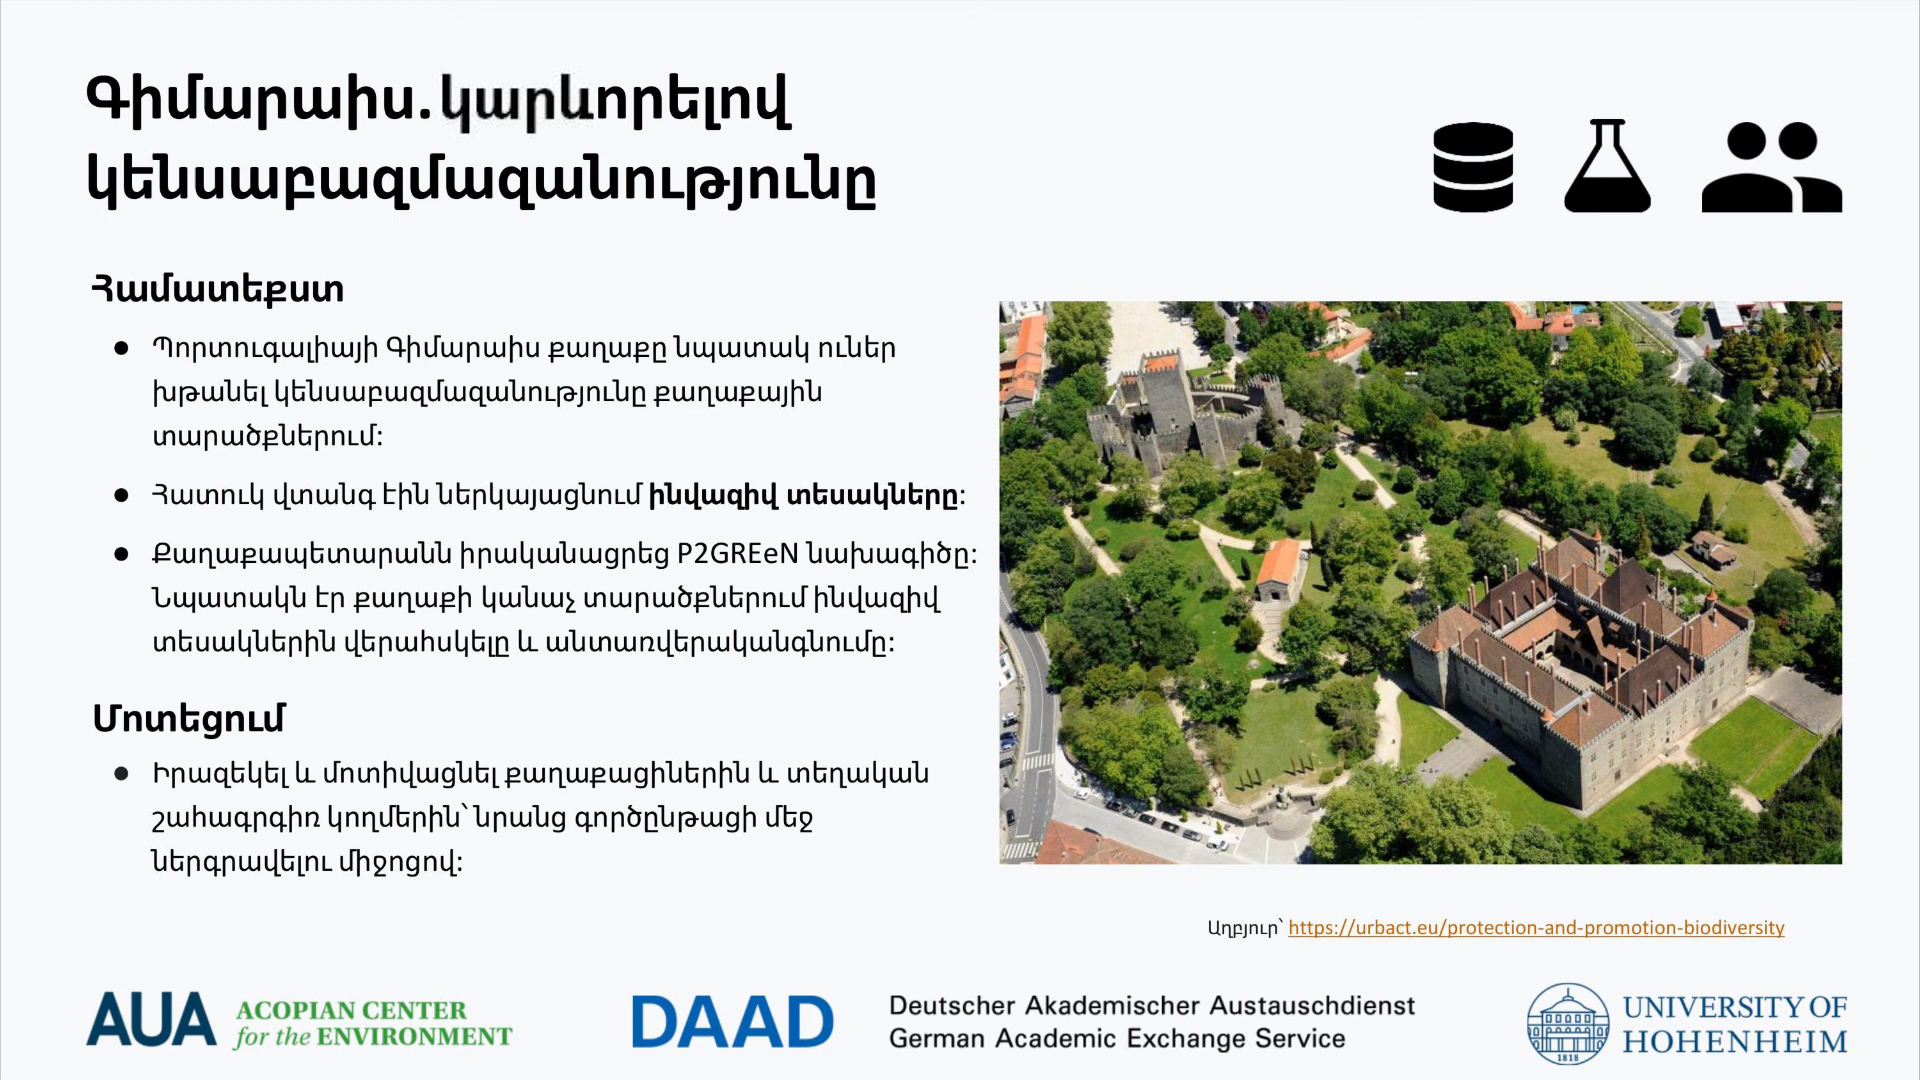 Գիմարաիս. կարևորելով
կենսաբազմազանությունը
Համատեքստ
● Պորտուգալիայի Գիմարաիս քաղաքը նպատակ ուներ
խթանել կենսաբազմազանությունը քաղաքային
տարածքներում:
● Հատուկ վտանգ էին ներկայացնում ինվազիվ տեսակները:
● Քաղաքապետարանն իրականացրեց P2GREeN նախագիծը:
Նպատակն էր քաղաքի կանաչ տարածքներում ինվազիվ
տեսակներին վերահսկելը և անտառվերականգնումը:
Մոտեցում
● Իրազեկել և մոտիվացնել քաղաքացիներին և տեղական
շահագրգիռ կողմերին՝ նրանց գործընթացի մեջ
ներգրավելու միջոցով:
Աղբյուր՝ https://urbact.eu/protection-and-promotion-biodiversity
AUA ACOPIAN CENTER
for the ENVIRONMENT
DAAD Deutscher Akademischer Austauschdienst
German Academic Exchange Service
1818
UNIVERSITY OF
HOHENHEIM